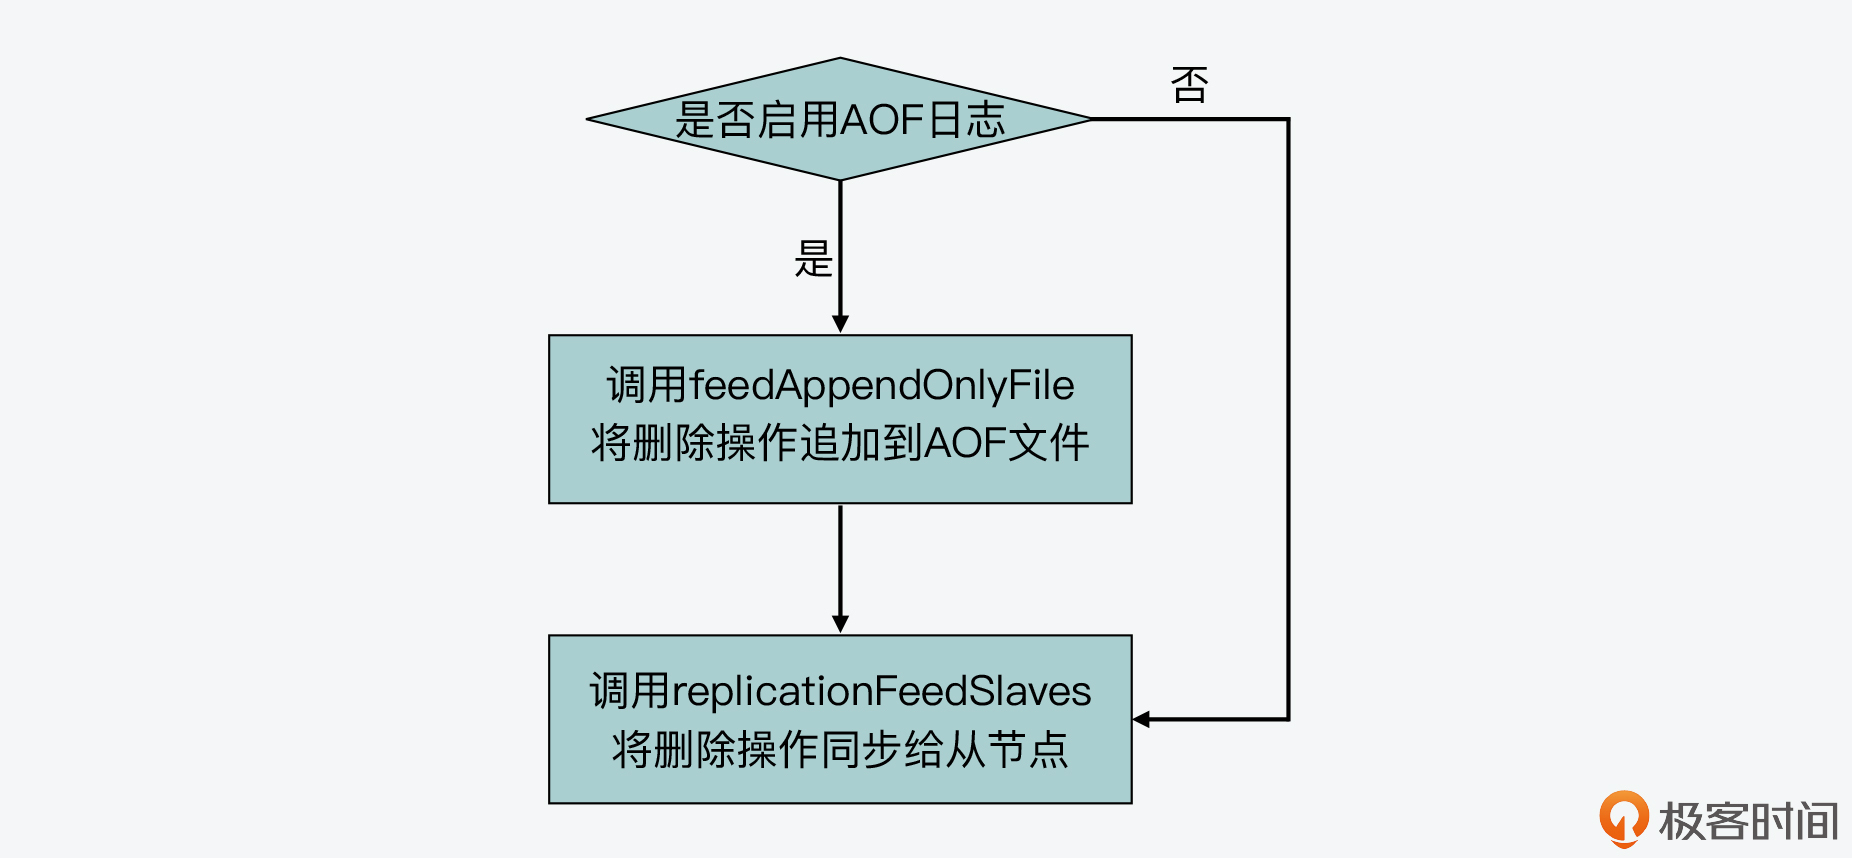 是否启用AOF日志
否
是
调用feedAppendOnlyFile
将删除操作追加到AOF文件
调用replicationFeedSlaves
将删除操作同步给从节点
极客时间